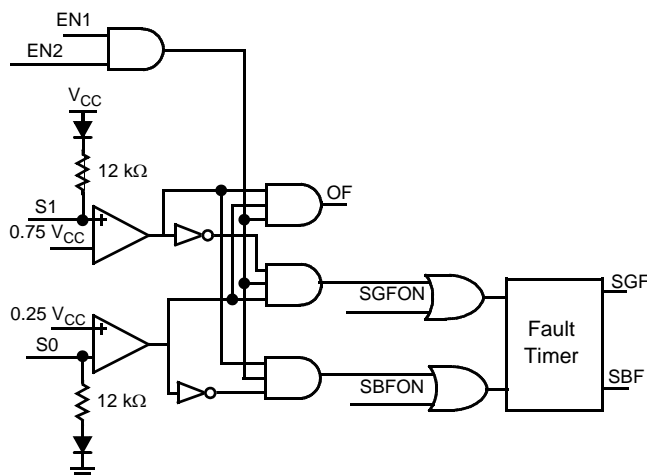 EN1
EN2
VCC
12 kΩ
S1
0.75 VCC
OF
0.25 VCC
S0
12 kΩ
SGFON
SBFON
Fault
Timer
SGF
SBF